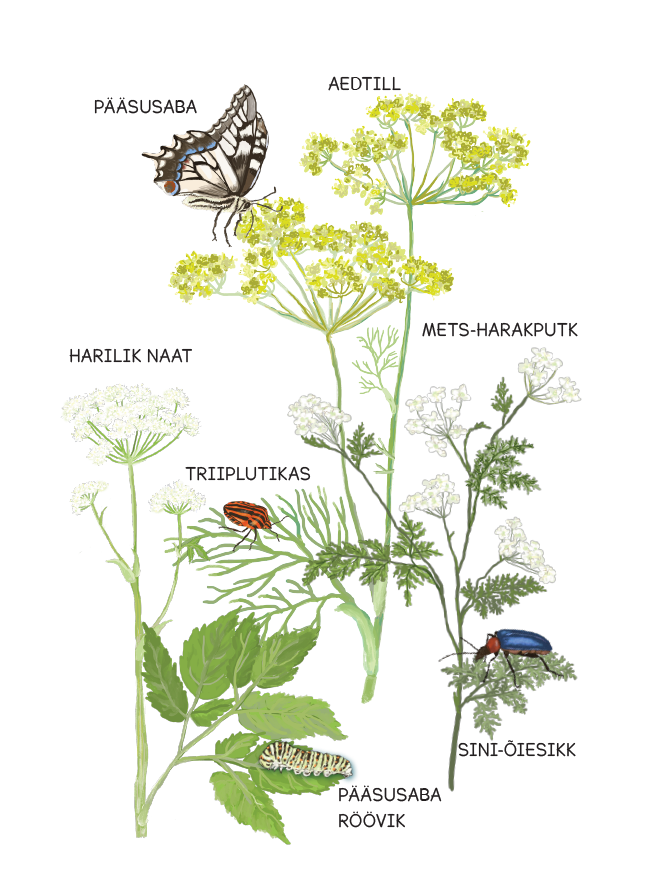 AEDTILL
PÄÄSUSABA
METS-HARAKPUTK
HARILIK NAAT
TRIIPLUTIKAS
SINI-ÕIESIKK
PÄÄSUSABA
RÖÖVIK